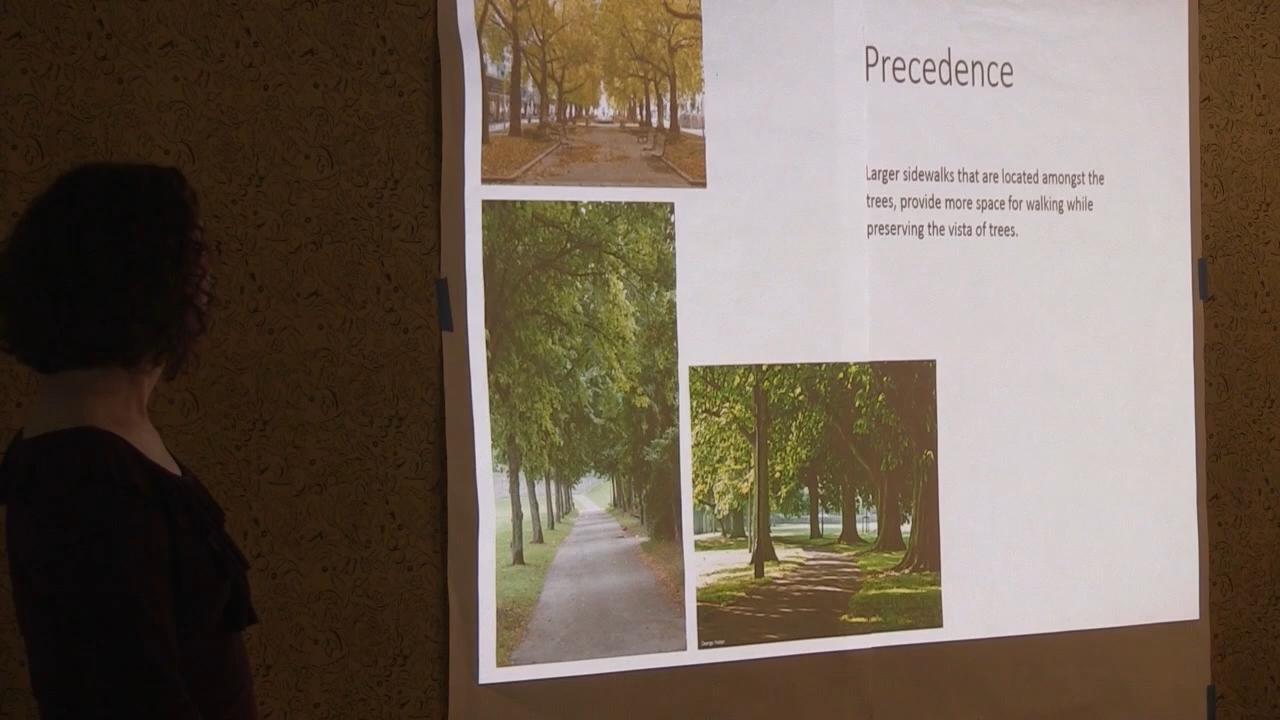 Precedence
Larger sidewalks that are located amongst the
trees, provide more space for walking while
preserving the vista of trees.